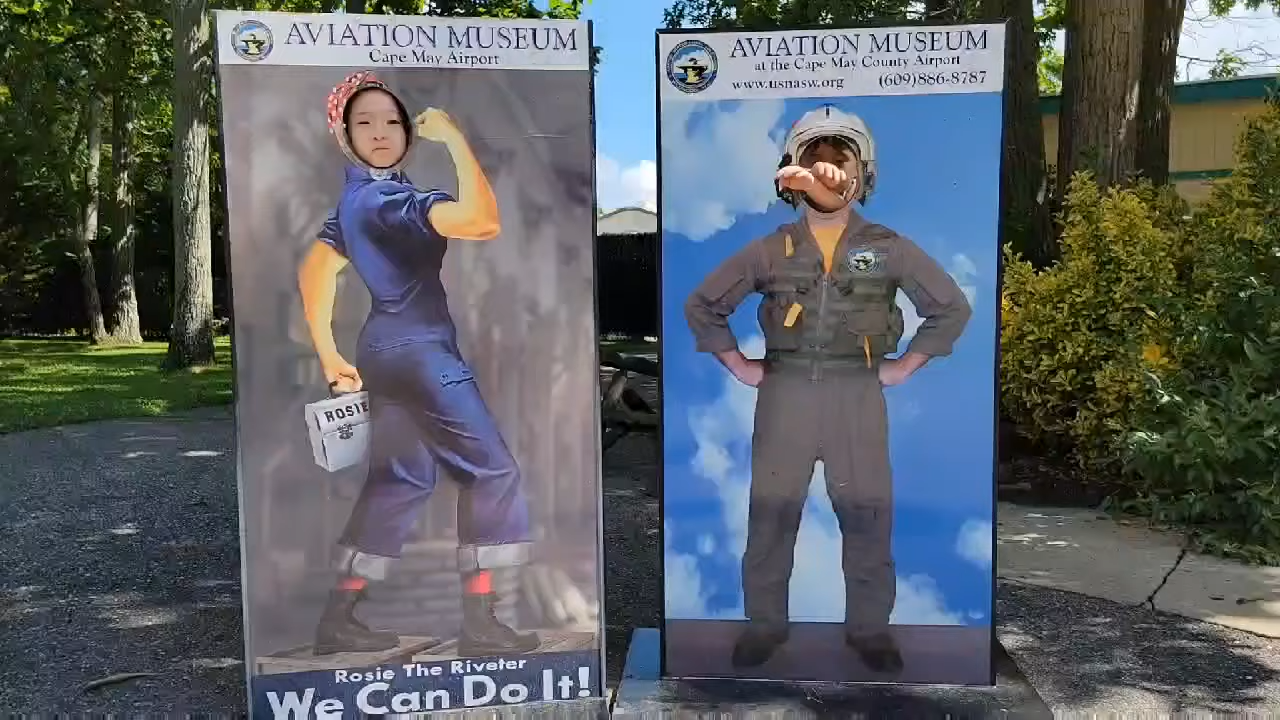 AVIATION MUSEUM
Cape May Airport
ROSIE
Rosie The Riveter
We Can Do It!
AVIATION MUSEUM
at the Cape May County Airport
www.usnasw.org (609)886-8787